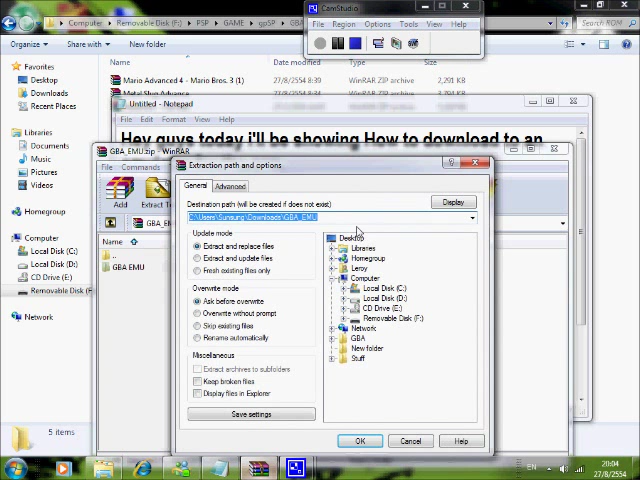 CamStudio
File Region Options Tools View Help
Computer Removable Disk (F:) PSP GAME gpSP GBA
Search ROM
Organize Share with New folder
Favorites
Desktop
Downloads
Recent Places
Libraries
Documents
Music
Pictures
Videos
Homegroup
Computer
Local Disk (C:)
Local Disk (D:)
CD Drive (E:)
Removable Disk (F
Network
5 items
Mario Advanced 4 - Mario Bros. 3 (1) 27/8/2554 8:39 WinRAR ZIP archive 3,291 KB
Metal Slug Advance WinRAR ZIP archive
Untitled - Notepad
File Edit Format View Help
Hey guys today i'll be showing How to download to an
GBA_EMU.zip - WinRAR
File Commands
Add Extract T
GBA_EM
Name
..
GBA EMU
Extraction path and options
General Advanced
Destination path (will be created if does not exist)
Display
C:\Users\Sunsung\Downloads\GBA_EMU
Update mode
Extract and replace files
Extract and update files
Fresh existing files only
Overwrite mode
Ask before overwrite
Overwrite without prompt
Skip existing files
Rename automatically
Miscellaneous
Extract archives to subfolders
Keep broken files
Display files in Explorer
Save settings
Desktop
Libraries
Homegroup
Leroy
Computer
Local Disk (C:)
Local Disk (D:)
CD Drive (E:)
Removable Disk (F:)
Network
GBA
New folder
Stuff
OK Cancel Help
EN
20:04
27/8/2554